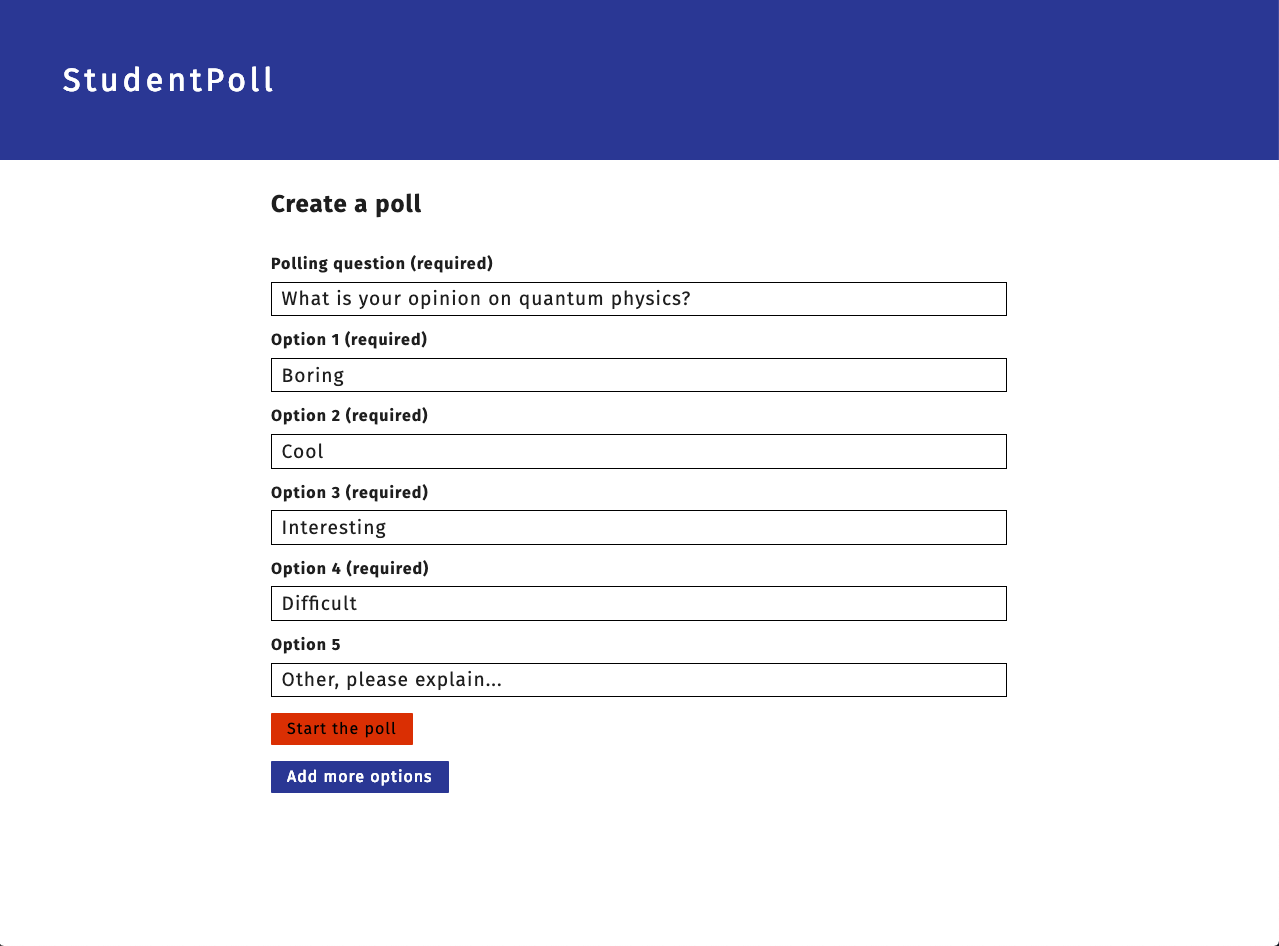 StudentPoll
Create a poll
Polling question (required)
What is your opinion on quantum physics?
Option 1 (required)
Boring
Option 2 (required)
Cool
Option 3 (required)
Interesting
Option 4 (required)
Difficult
Option 5
Other, please explain...
Start the poll
Add more options